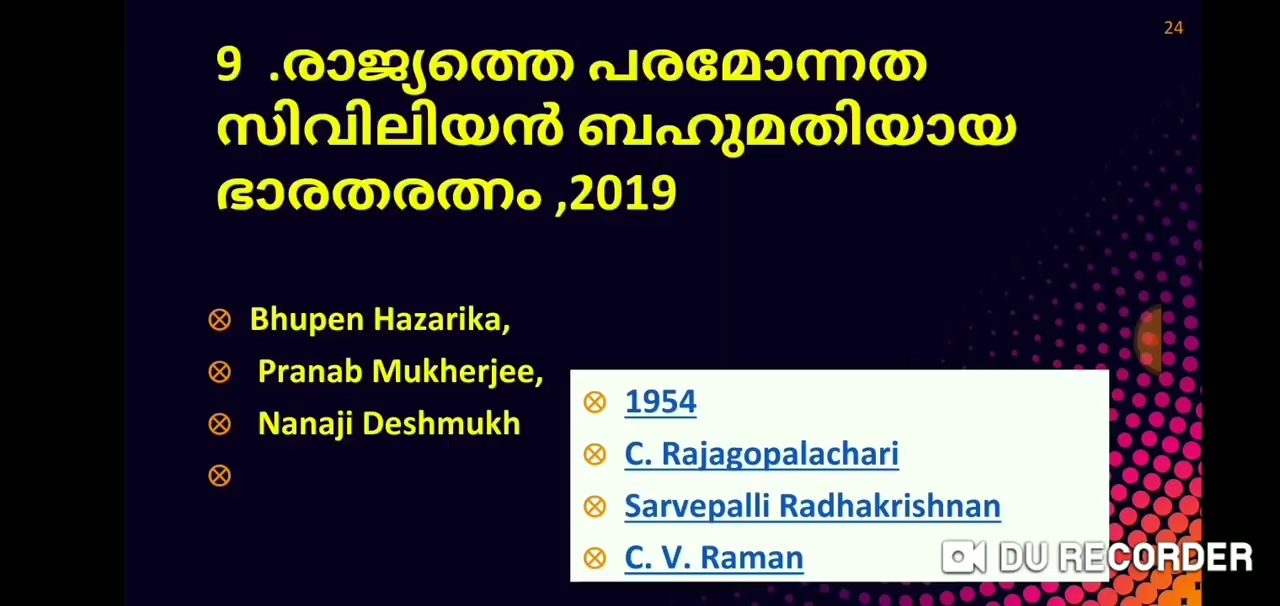 24
9 .രാജ്യത്തെ പരമോന്നത
സിവിലിയൻ ബഹുമതിയായ
ഭാരതരത്നം ,2019
Bhupen Hazarika,
Pranab Mukherjee,
Nanaji Deshmukh
1954
C. Rajagopalachari
Sarvepalli Radhakrishnan
C. V. Raman
DU RECORDER